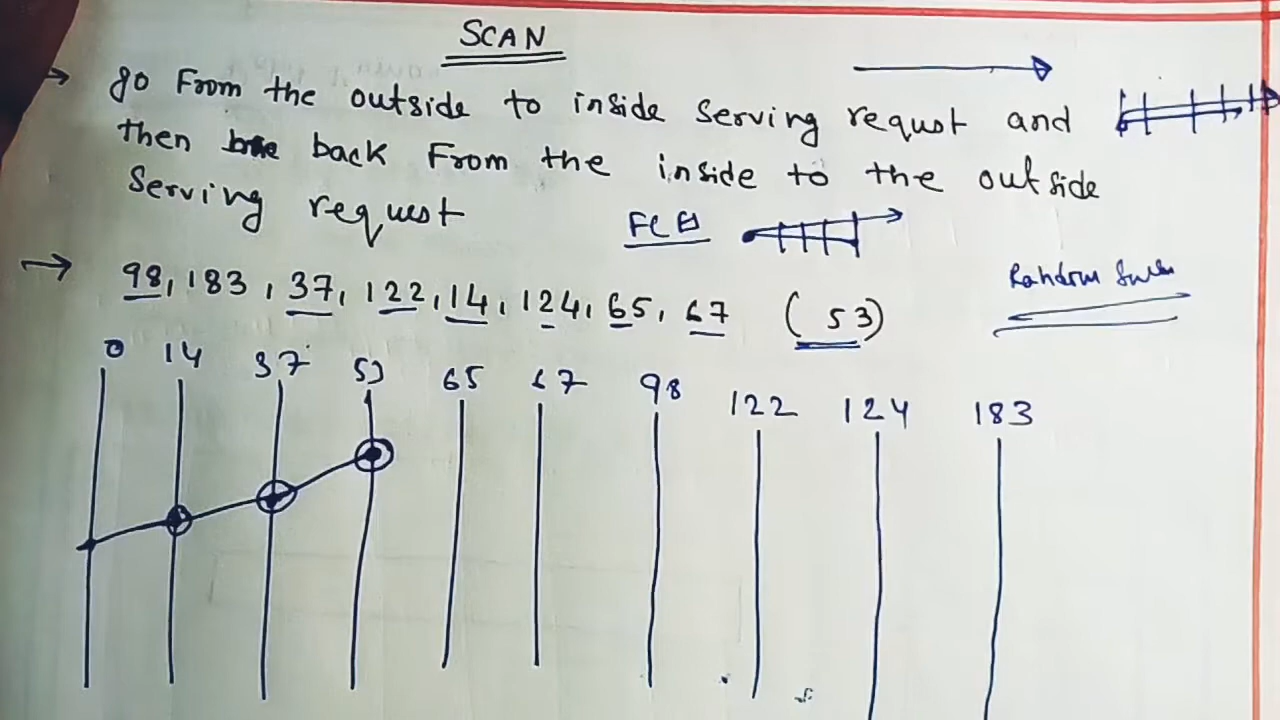 SCAN
go From the outside to inside serving requst and
then back From the inside to the outside
Serving request
FC
98, 183, 37, 122, 14, 124, 65, 67 (53)
Random
0 14 37 53 65 67 98 122 124 183